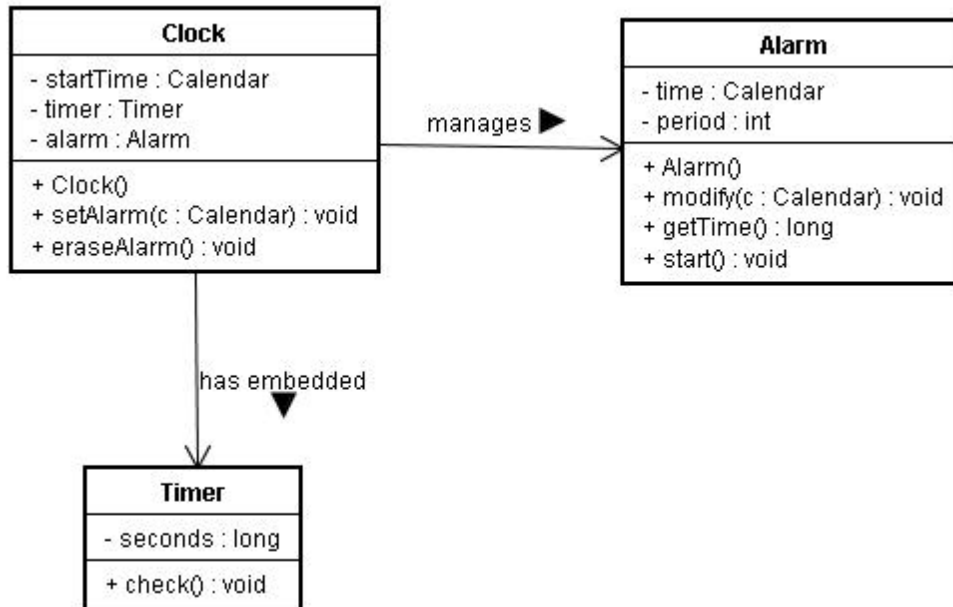 Clock
- startTime : Calendar
- timer : Timer
- alarm : Alarm
+ Clock()
+ setAlarm(c : Calendar) : void
+ eraseAlarm() : void
manages
Alarm
- time : Calendar
- period : int
+ Alarm()
+ modify(c : Calendar) : void
+ getTime() : long
+ start() : void
has embedded
Timer
- seconds : long
+ check() : void